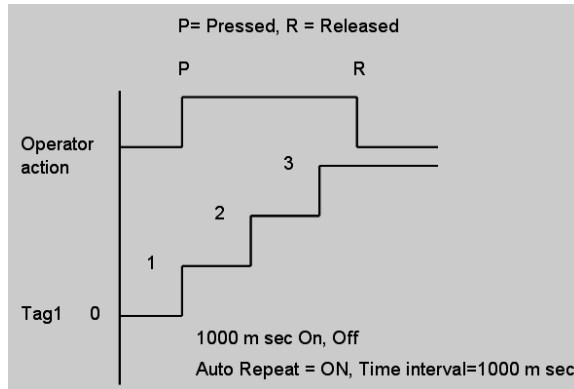 P= Pressed, R = Released
P R
Operator
action
3
2
1
Tag1 0
1000 m sec On, Off
Auto Repeat = ON, Time interval=1000 m sec